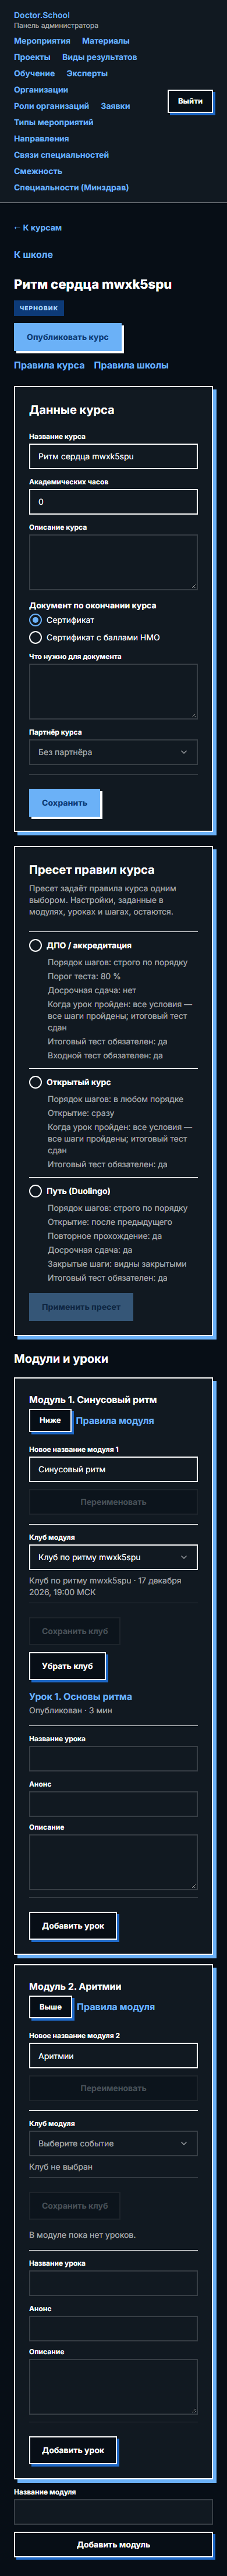 Doctor.School
Панель администратора
Мероприятия Материалы
Проекты Виды результатов
Обучение Эксперты
Организации
Роли организаций Заявки
Типы мероприятий
Направления
Связи специальностей
Смежность
Специальности (Минздрав)
Выйти
← К курсам
К школе
Ритм сердца mwxk5spu
ЧЕРНОВИК
Опубликовать курс
Правила курса Правила школы
Данные курса
Название курса
Ритм сердца mwxk5spu
Академических часов
0
Описание курса
Документ по окончании курса
Сертификат
Сертификат с баллами НМО
Что нужно для документа
Партнёр курса
Без партнёра
Сохранить
Пресет правил курса
Пресет задаёт правила курса одним
выбором. Настройки, заданные в
модулях, уроках и шагах, остаются.
ДПО / аккредитация
Порядок шагов: строго по порядку
Порог теста: 80 %
Досрочная сдача: нет
Когда урок пройден: все условия —
все шаги пройдены; итоговый тест
сдан
Итоговый тест обязателен: да
Входной тест обязателен: да
Открытый курс
Порядок шагов: в любом порядке
Открытие: сразу
Когда урок пройден: все условия —
все шаги пройдены; итоговый тест
сдан
Итоговый тест обязателен: да
Путь (Duolingo)
Порядок шагов: строго по порядку
Открытие: после предыдущего
Повторное прохождение: да
Досрочная сдача: да
Закрытые шаги: видны закрытыми
Итоговый тест обязателен: да
Применить пресет
Модули и уроки
Модуль 1. Синусовый ритм
Ниже Правила модуля
Новое название модуля 1
Синусовый ритм
Переименовать
Клуб модуля
Клуб по ритму mwxk5spu
Клуб по ритму mwxk5spu · 17 декабря
2026, 19:00 МСК
Сохранить клуб
Убрать клуб
Урок 1. Основы ритма
Опубликован · 3 мин
Название урока
Анонс
Описание
Добавить урок
Модуль 2. Аритмии
Выше Правила модуля
Новое название модуля 2
Аритмии
Переименовать
Клуб модуля
Выберите событие
Клуб не выбран
Сохранить клуб
В модуле пока нет уроков.
Название урока
Анонс
Описание
Добавить урок
Название модуля
Добавить модуль